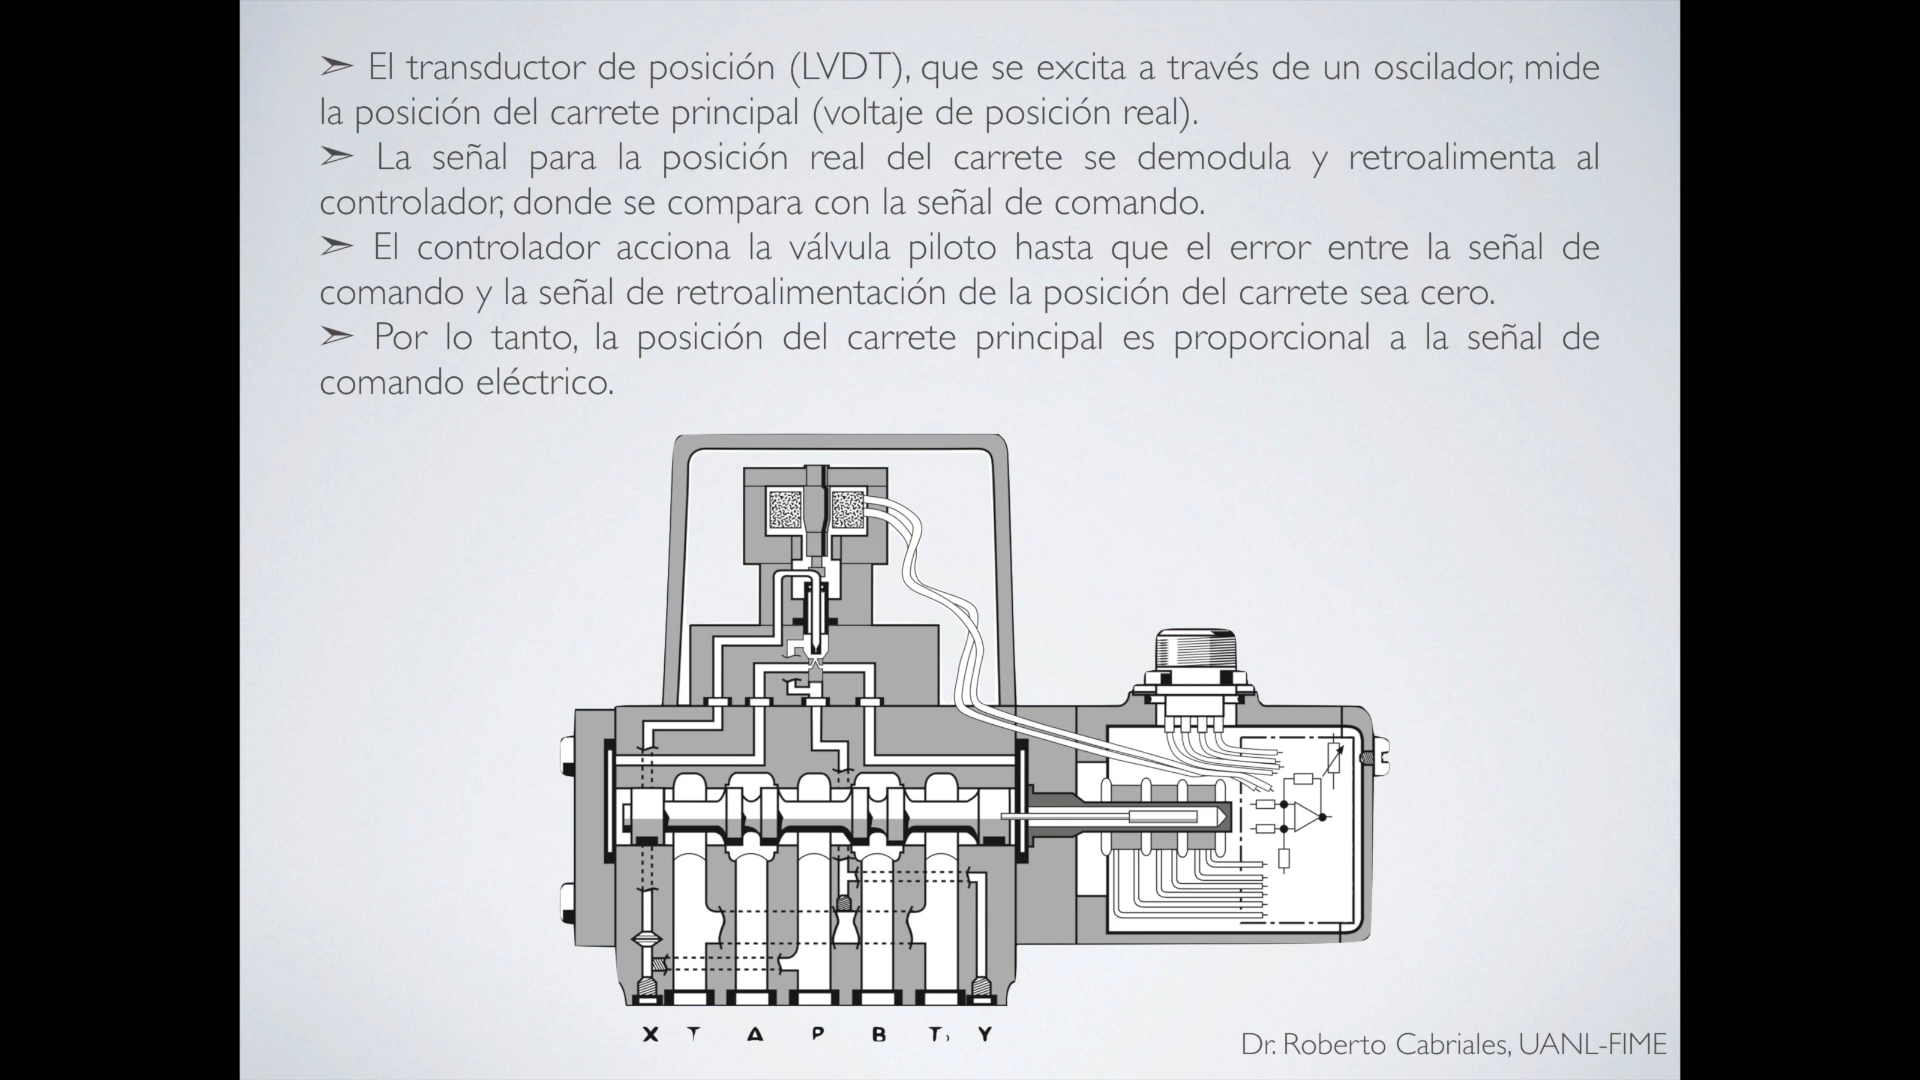 ➣ El transductor de posición (LVDT), que se excita a través de un oscilador, mide
la posición del carrete principal (voltaje de posición real).
➣ La señal para la posición real del carrete se demodula y retroalimenta al
controlador, donde se compara con la señal de comando.
➣ El controlador acciona la válvula piloto hasta que el error entre la señal de
comando y la señal de retroalimentación de la posición del carrete sea cero.
➣ Por lo tanto, la posición del carrete principal es proporcional a la señal de
comando eléctrico.
X T A P B T₁ Y
Dr. Roberto Cabriales, UANL-FIME